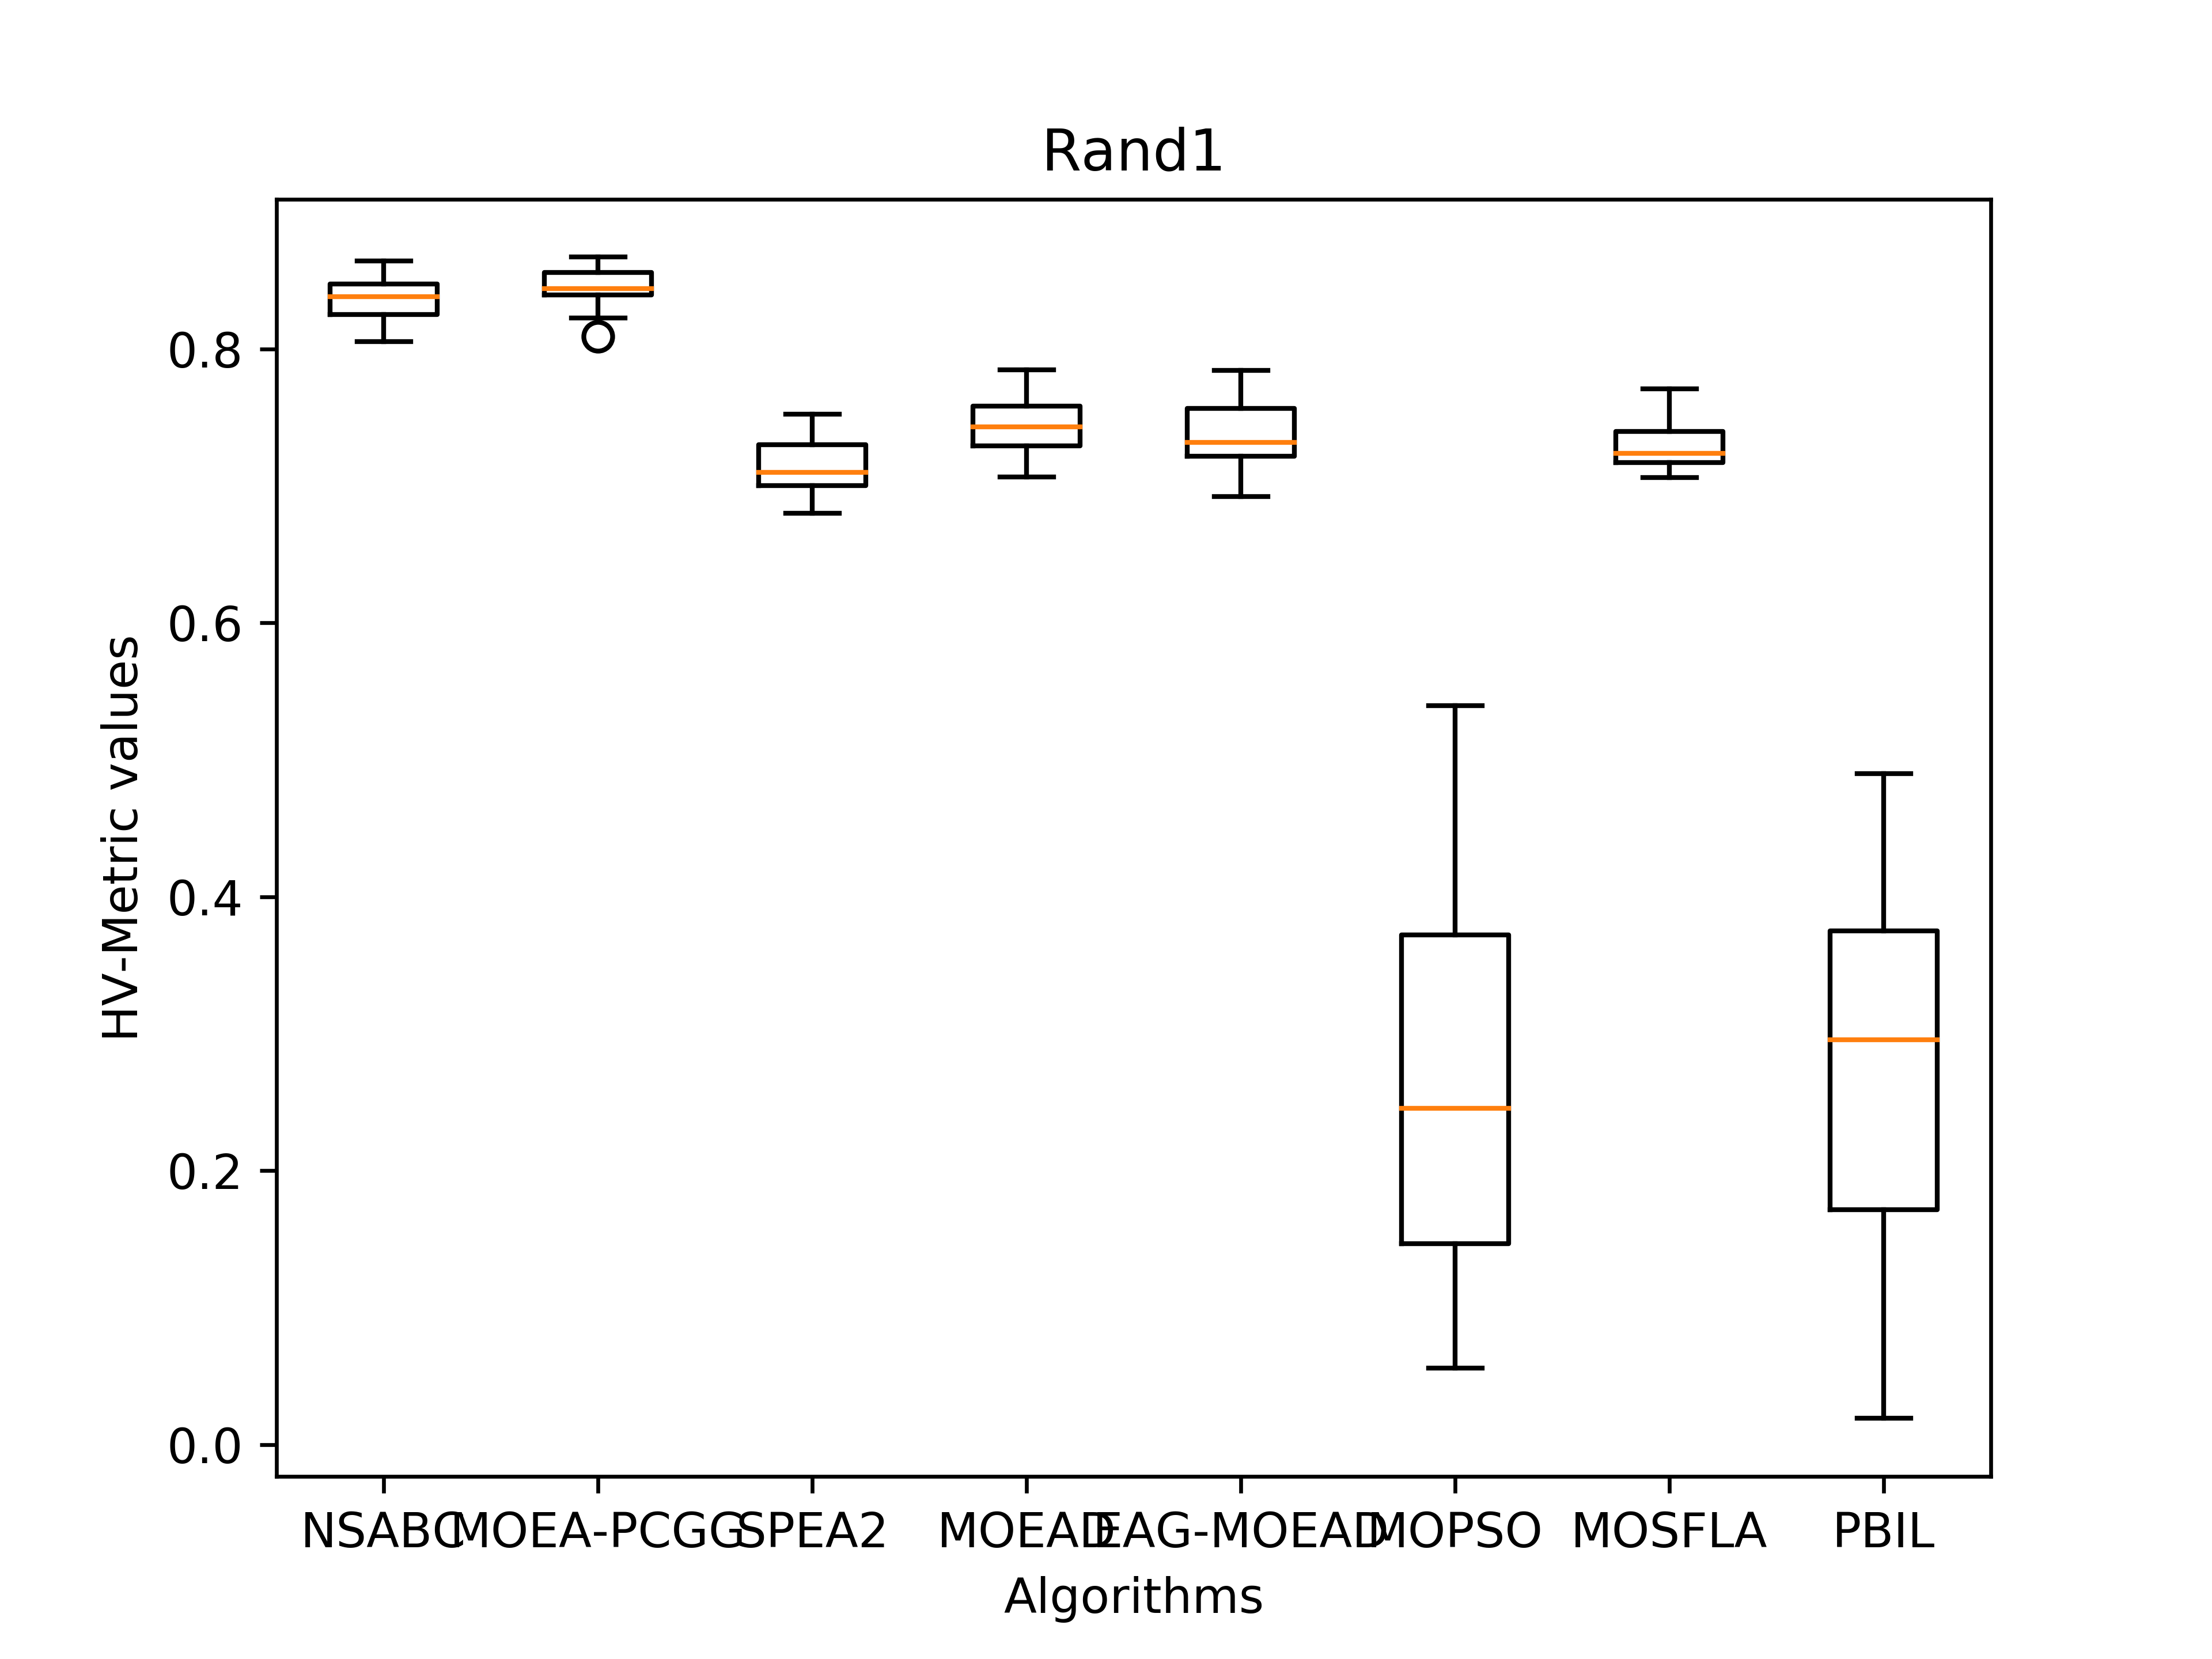 Rand1
HV-Metric values
0.8
0.6
0.4
0.2
0.0
NSABC MOEA-PCGG SPEA2 MOEAD EAG-MOEAD MOPSO MOSFLA PBIL
Algorithms